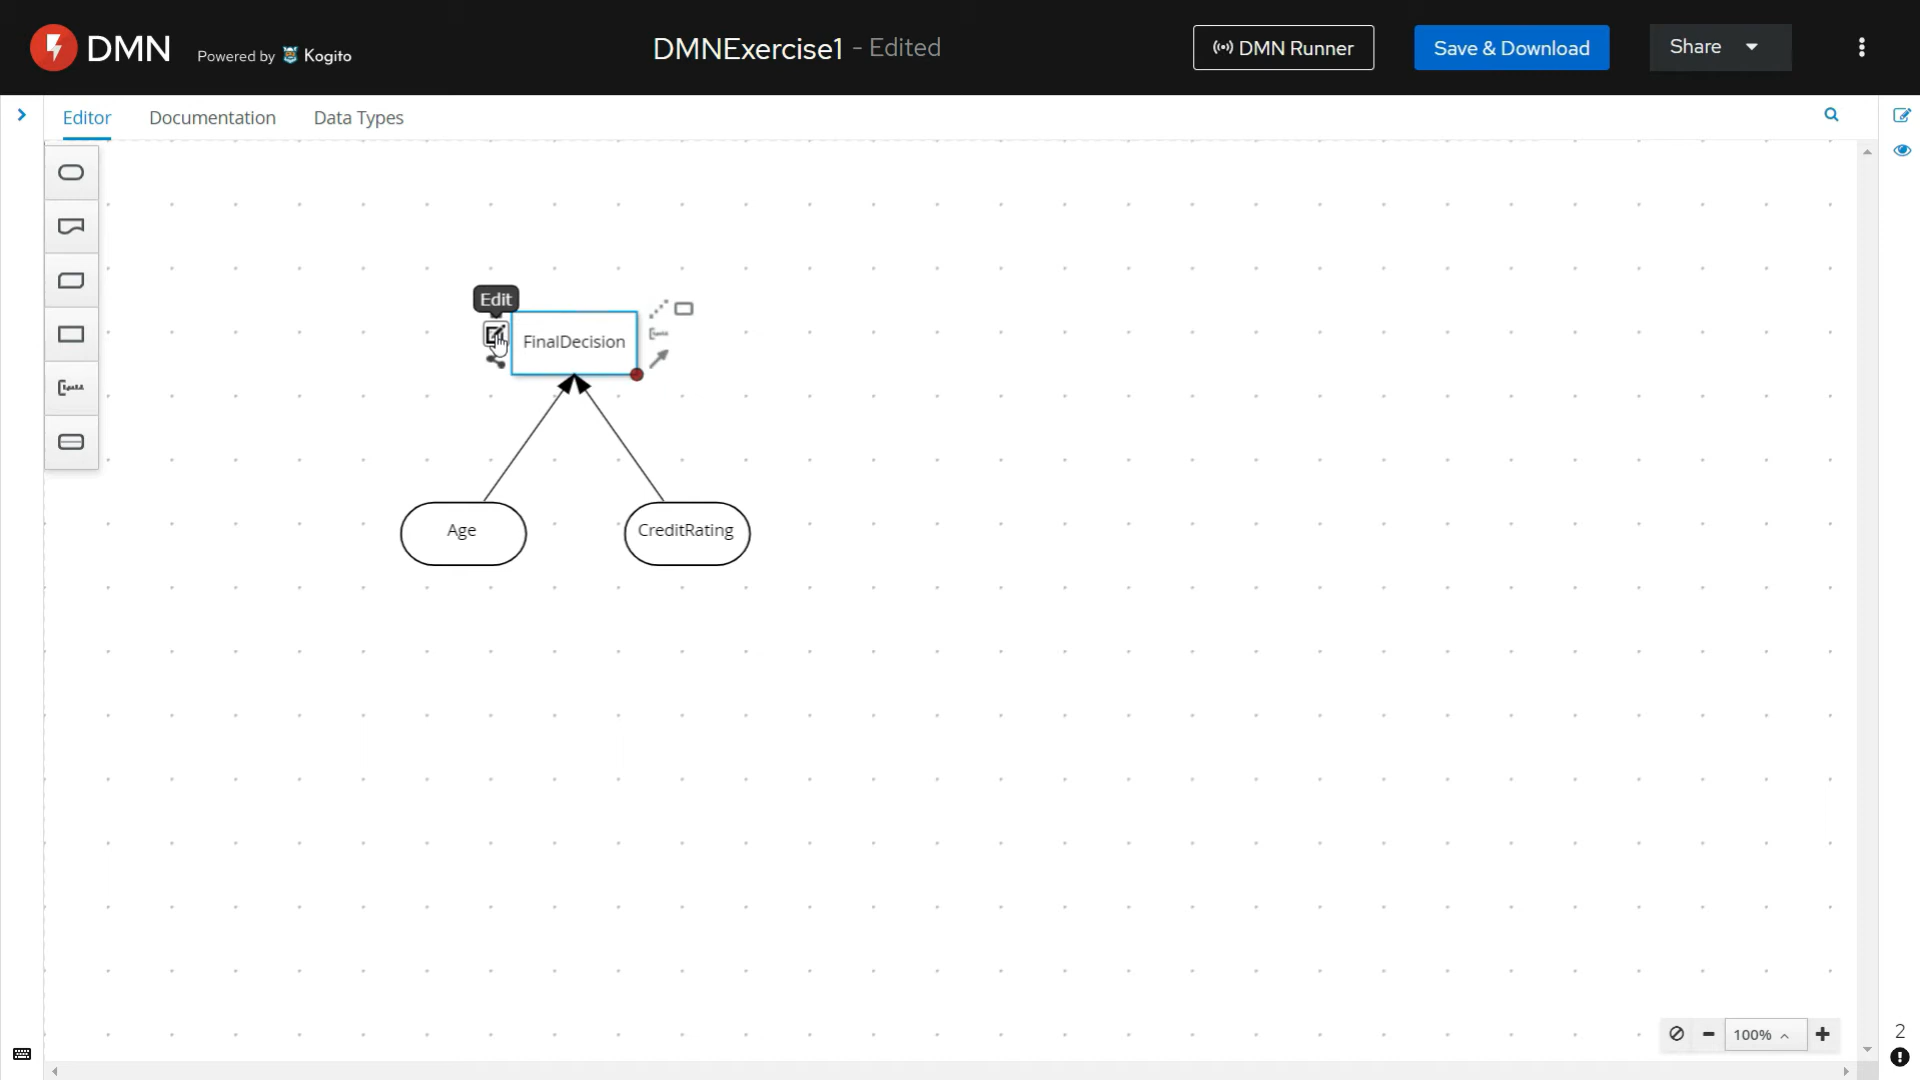 DMN
Powered by Kogito
DMNExercise1 - Edited
DMN Runner
Save & Download
Share
Editor
Documentation
Data Types
Edit
FinalDecision
Age
CreditRating
100%
2